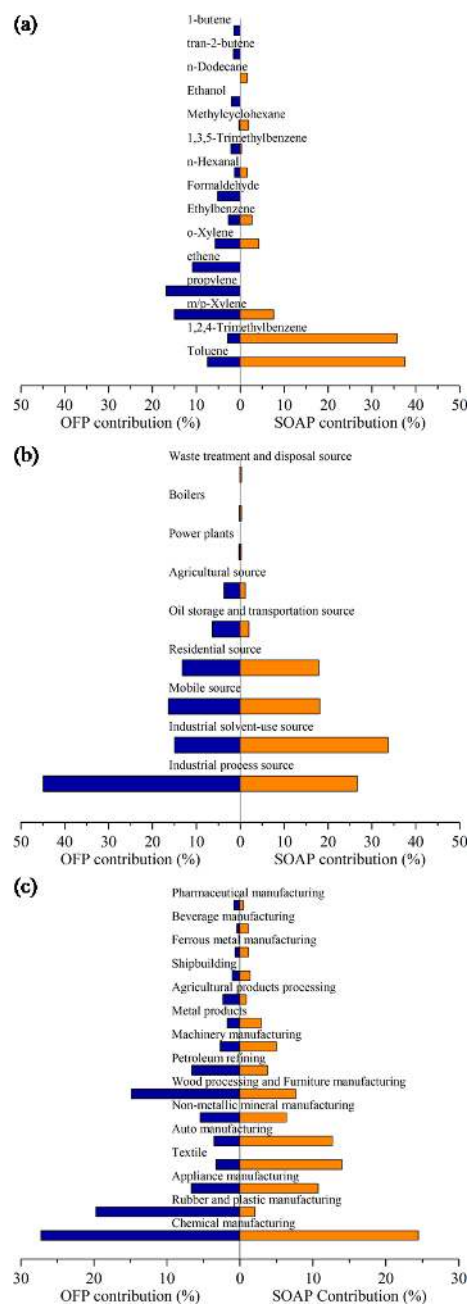 (a)
1-butene
tran-2-butene
n-Dodecane
Ethanol
Methylcyclohexane
1,3,5-Trimethylbenzene
n-Hexanal
Formaldehyde
Ethylbenzene
o-Xylene
ethene
propylene
m/p-Xylene
1,2,4-Trimethylbenzene
Toluene
50 40 30 20 10 0 10 20 30 40 50
OFP contribution (%) SOAP contribution (%)
(b)
Waste treatment and disposal source
Boilers
Power plants
Agricultural source
Oil storage and transportation source
Residential source
Mobile source
Industrial solvent-use source
Industrial process source
50 40 30 20 10 0 10 20 30 40 50
OFP contribution (%) SOAP contribution (%)
(c)
Pharmaceutical manufacturing
Beverage manufacturing
Ferrous metal manufacturing
Shipbuilding
Agricultural products processing
Metal products
Machinery manufacturing
Petroleum refining
Wood processing and Furniture manufacturing
Non-metallic mineral manufacturing
Auto manufacturing
Textile
Appliance manufacturing
Rubber and plastic manufacturing
Chemical manufacturing
30 20 10 0 10 20 30
OFP contribution (%) SOAP Contribution (%)